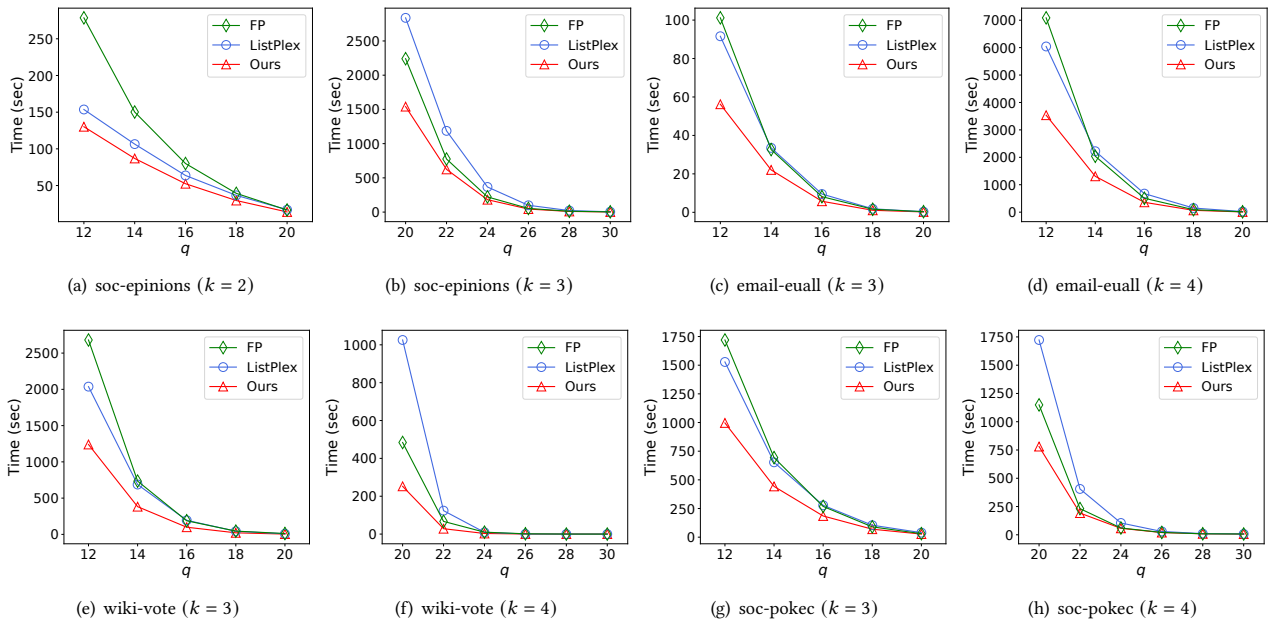 250
200
150
100
50
Time (sec)
12 14 16 18 20
q
FP
ListPlex
Ours
(a) soc-epinions (k = 2)
2500
2000
1500
1000
500
0
Time (sec)
20 22 24 26 28 30
q
FP
ListPlex
Ours
(b) soc-epinions (k = 3)
100
80
60
40
20
0
Time (sec)
12 14 16 18 20
q
FP
ListPlex
Ours
(c) email-euall (k = 3)
7000
6000
5000
4000
3000
2000
1000
0
Time (sec)
12 14 16 18 20
q
FP
ListPlex
Ours
(d) email-euall (k = 4)
2500
2000
1500
1000
500
0
Time (sec)
12 14 16 18 20
q
FP
ListPlex
Ours
(e) wiki-vote (k = 3)
1000
800
600
400
200
0
Time (sec)
20 22 24 26 28 30
q
FP
ListPlex
Ours
(f) wiki-vote (k = 4)
1750
1500
1250
1000
750
500
250
0
Time (sec)
12 14 16 18 20
q
FP
ListPlex
Ours
(g) soc-pokec (k = 3)
1750
1500
1250
1000
750
500
250
0
Time (sec)
20 22 24 26 28 30
q
FP
ListPlex
Ours
(h) soc-pokec (k = 4)